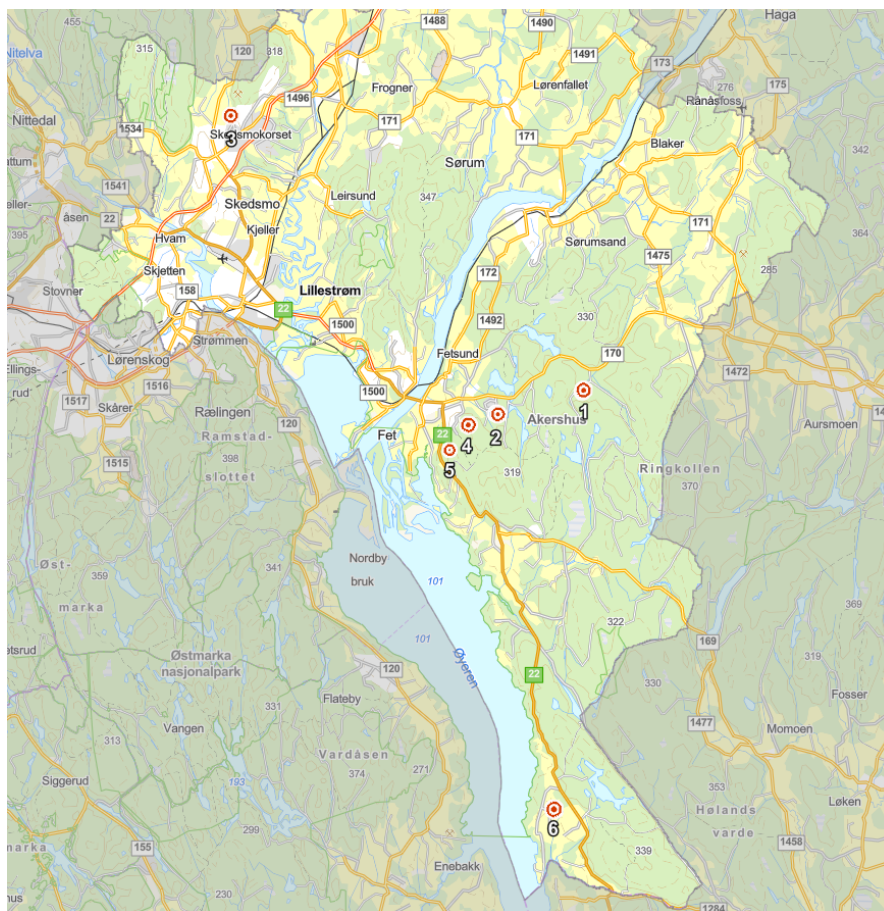 455
Nitelva
315
120
318
1488
1490
Haga
1491
173
276
175
Rånåsfoss
Lørenfallet
Frogner
1496
Nittedal
1534
3
Skedsmokorset
171
171
Blaker
342
Sørum
1541
Leirsund
347
Skedsmo
Kjeller
22
åsen
395
Hvam
171
364
Sørumsand
1475
285
Skjetten
172
Stovner
158
Lillestrøm
22
1500
1492
330
Strømmen
Fetsund
170
Lørenskog
1516
1500
1472
1517
Skårer
Rælingen
120
1
Akershus
2
4
22
Fet
5
Aursmoen
Ramstad-
398
slottet
1515
319
Ringkollen
370
Øst-
marka
359
341
Nordby
bruk
101
101
322
369
169
319
Østmarka
nasjonalpark
Øyeren
120
22
330
Fosser
Flateby
331
Vangen
313
1477
Momoen
Vardåsen
374
271
Siggerud
193
353
Hølands
varde
Løken
6
299
marka
155
339
1458
Enebakk
230
hus
1284